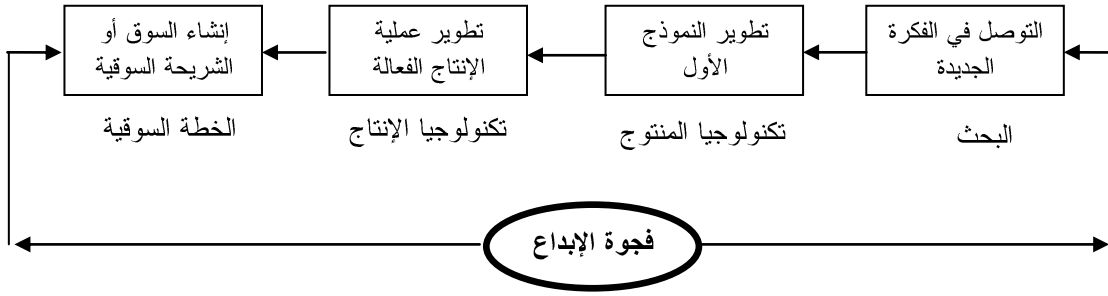 التوصل في الفكرة
الجديدة
البحث
تطوير النموذج
الأول
تكنولوجيا المنتوج
تطوير عملية
الإنتاج الفعالة
تكنولوجيا الإنتاج
إنشاء السوق أو
الشريحة السوقية
الخطة السوقية
فجوة الإبداع